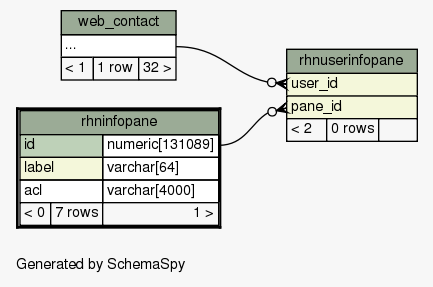 web_contact
...
< 1 1 row 32 >
rhnuserinfopane
user_id
pane_id
< 2 0 rows
rhninfopane
id numeric[131089]
label varchar[64]
acl varchar[4000]
< 0 7 rows 1 >
Generated by SchemaSpy